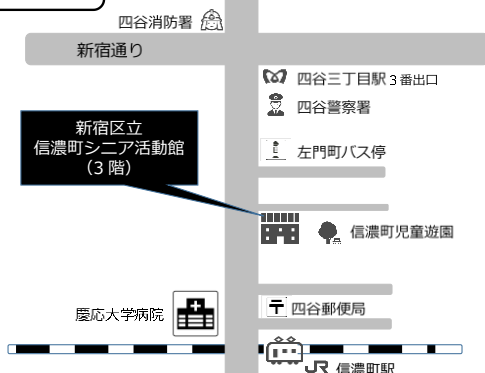 四谷消防署
新宿通り
四谷三丁目駅３番出口
四谷警察署
新宿区立
信濃町シニア活動館
（3 階）
左門町バス停
信濃町児童遊園
慶応大学病院
〒 四谷郵便局
JR 信濃町駅